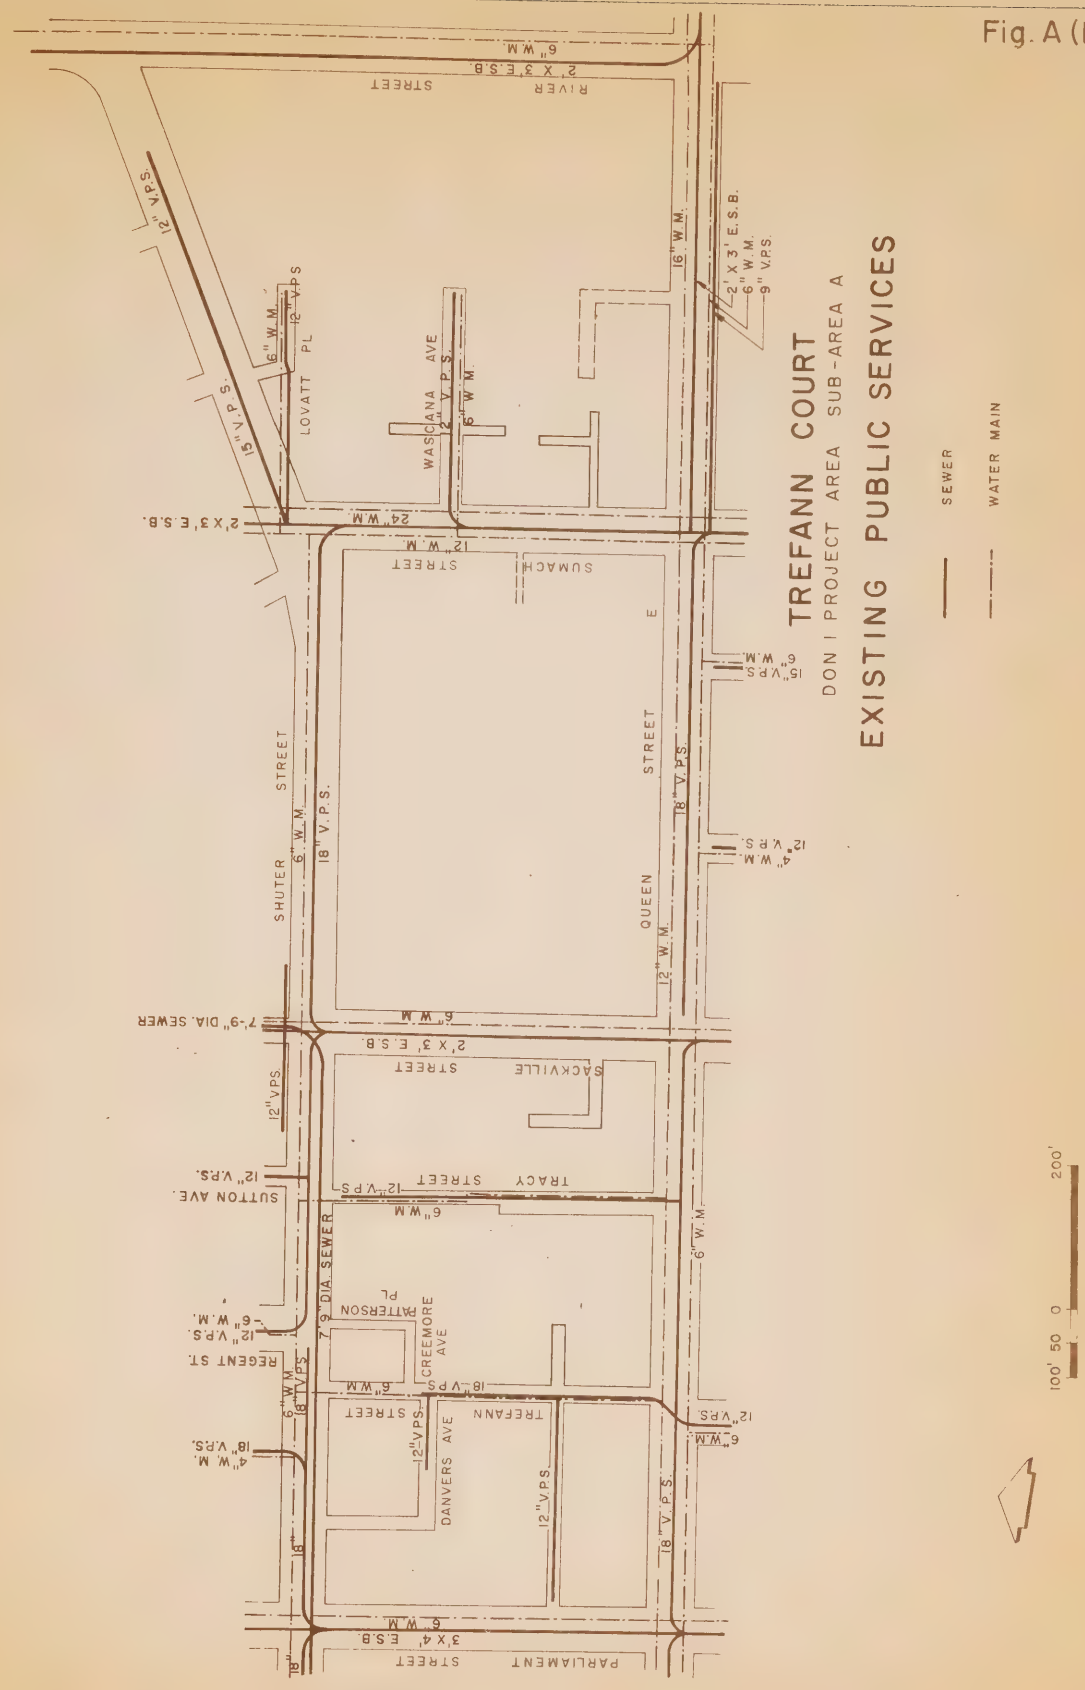 Fig. A (
6" W. M.
2' X 3' E.S.B.
RIVER STREET
12" V.P.S.
15" V.P.S.
6" W. M.
12" V.PS
LOVATT PL
WASCANA AVE
12" V. P. S.
6" W M.
16" W.M.
2' X 3' E.S.B.
6" W.M.
9" V.P.S.
2' X 3' E.S.B.
24" W.M.
12" W. M.
SUMACH STREET
6" W.M
15" V.P.S.
SHUTER STREET
6" W. M.
18" V.P.S.
QUEEN STREET E
18" V.P.S.
12" W.M.
12" V.P.S.
4" W.M.
7'-9" DIA. SEWER
6" W M
2' X 3' E.S.B.
SACKVILLE STREET
12" V.P.S.
12" V.P.S.
SUTTON AVE.
TRACY STREET
12" V.P.S
6" W.M
7' 9" DIA. SEWER
6" W.M
PATTERSON PL
CREEMORE AVE
6" W. M.
12" V.P.S
REGENT ST.
6" W M.
18" V.P.S
6" W.M
18" V.P.S
TREFANN STREET
12" V.P.S.
DANVERS AVE
12" V.P.S.
12" V.P.S.
6" W.M.
18" V.P.S.
4" W. M.
18"
18" V.P.S.
6" W M
3' X 4' E.S.B.
PARLIAMENT STREET
18"
TREFANN COURT
DON I PROJECT AREA SUB-AREA A
EXISTING PUBLIC SERVICES
SEWER
WATER MAIN
100' 50 0 200'